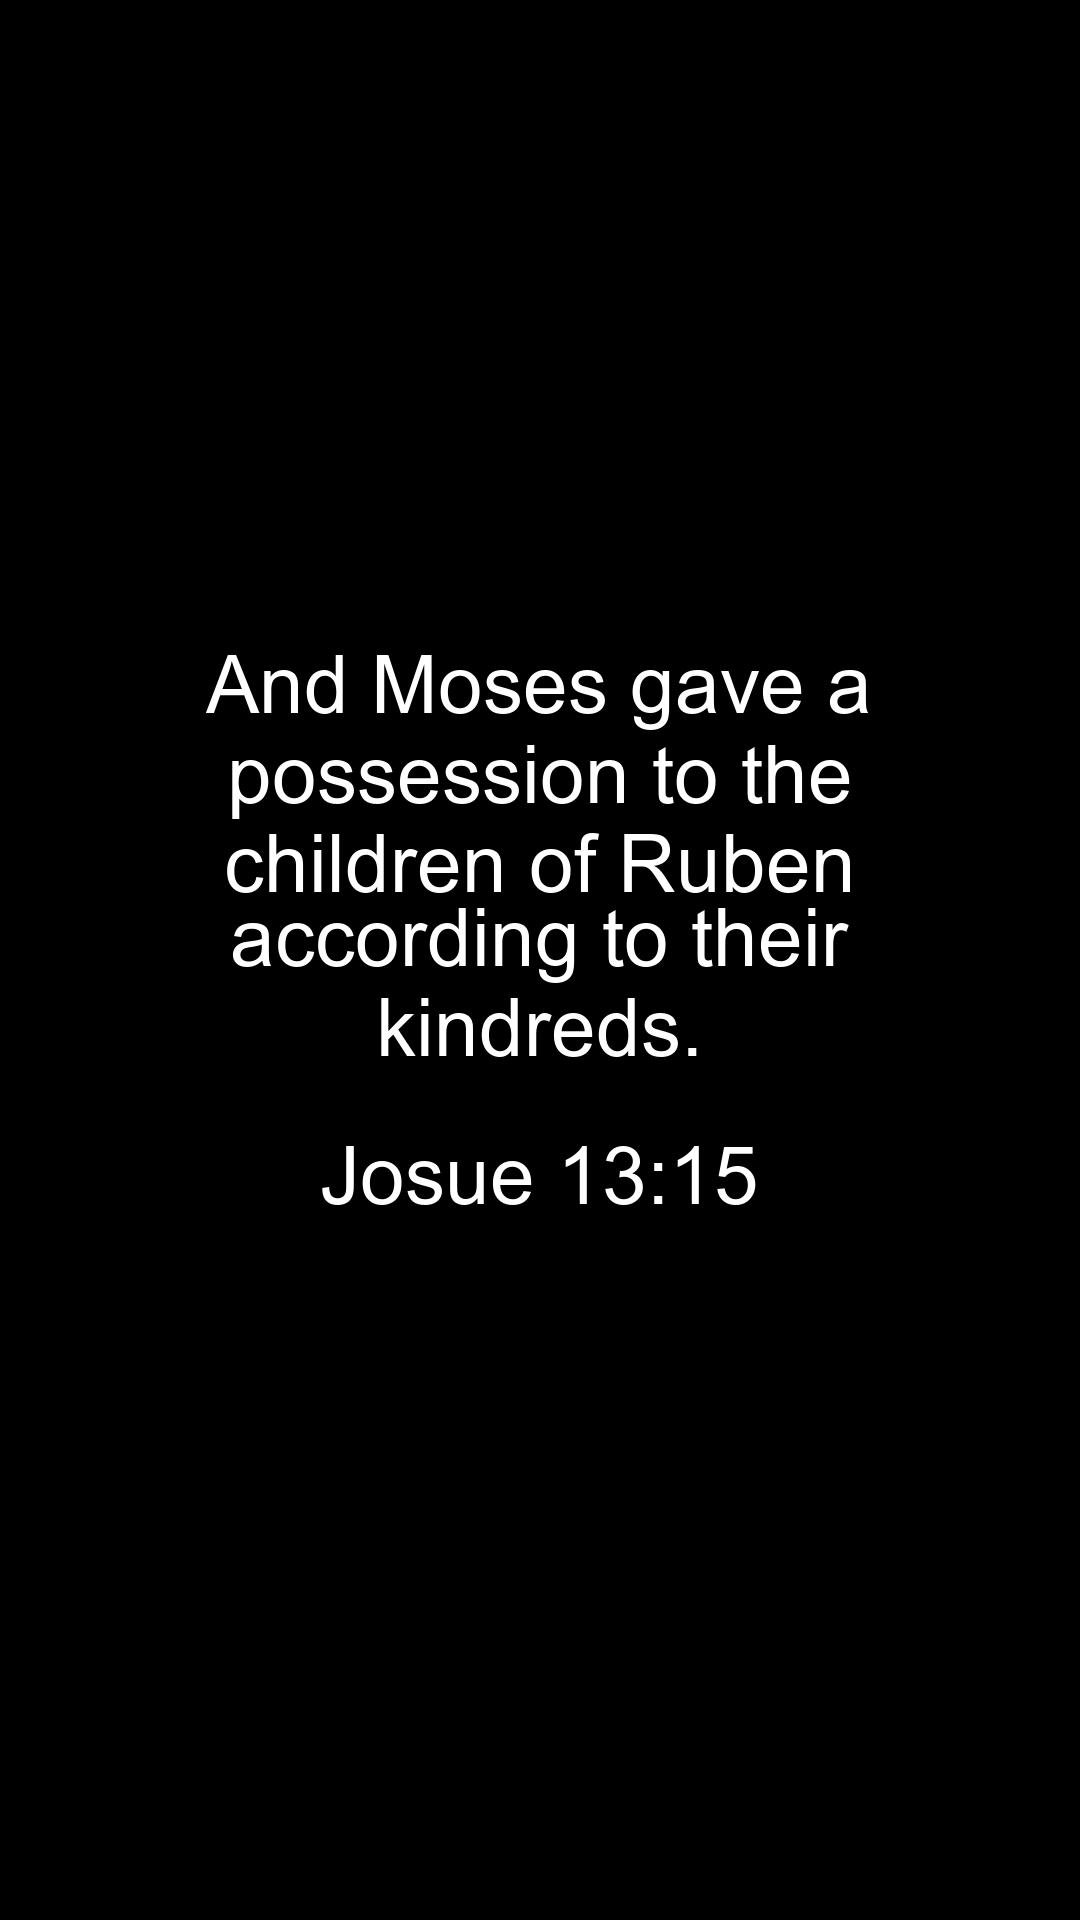 And Moses gave a
possession to the
children of Ruben
according to their
kindreds.
Josue 13:15